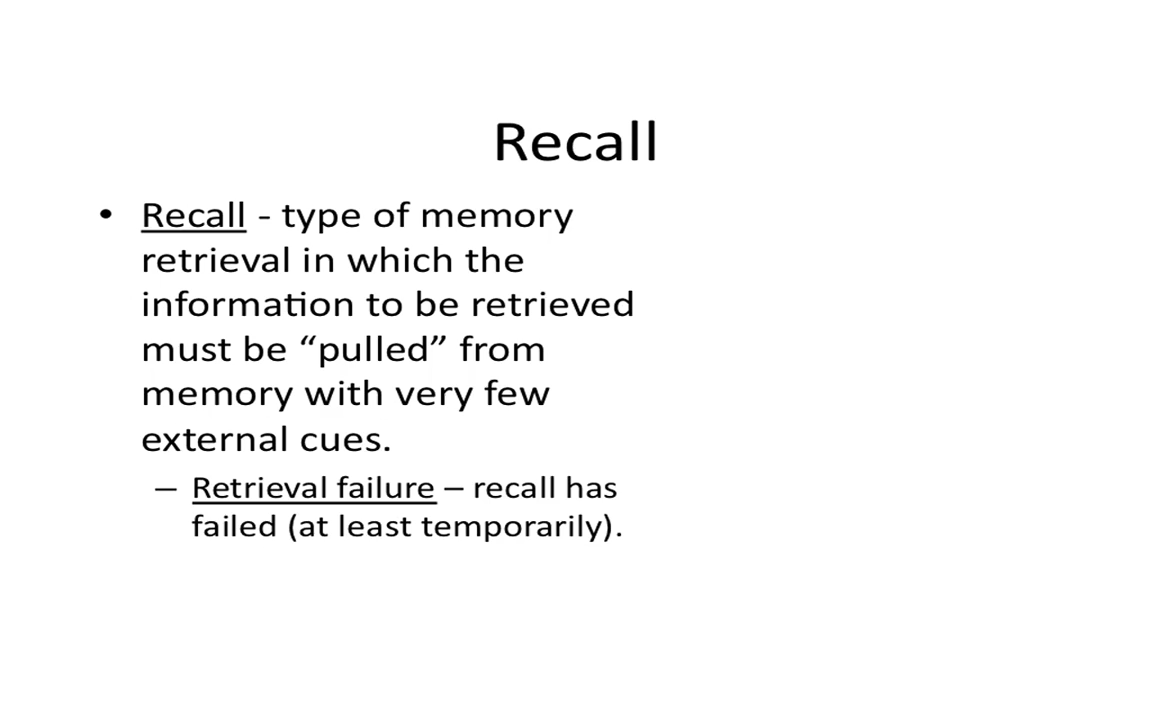 Recall
• Recall - type of memory
retrieval in which the
information to be retrieved
must be “pulled” from
memory with very few
external cues.
– Retrieval failure – recall has
failed (at least temporarily).